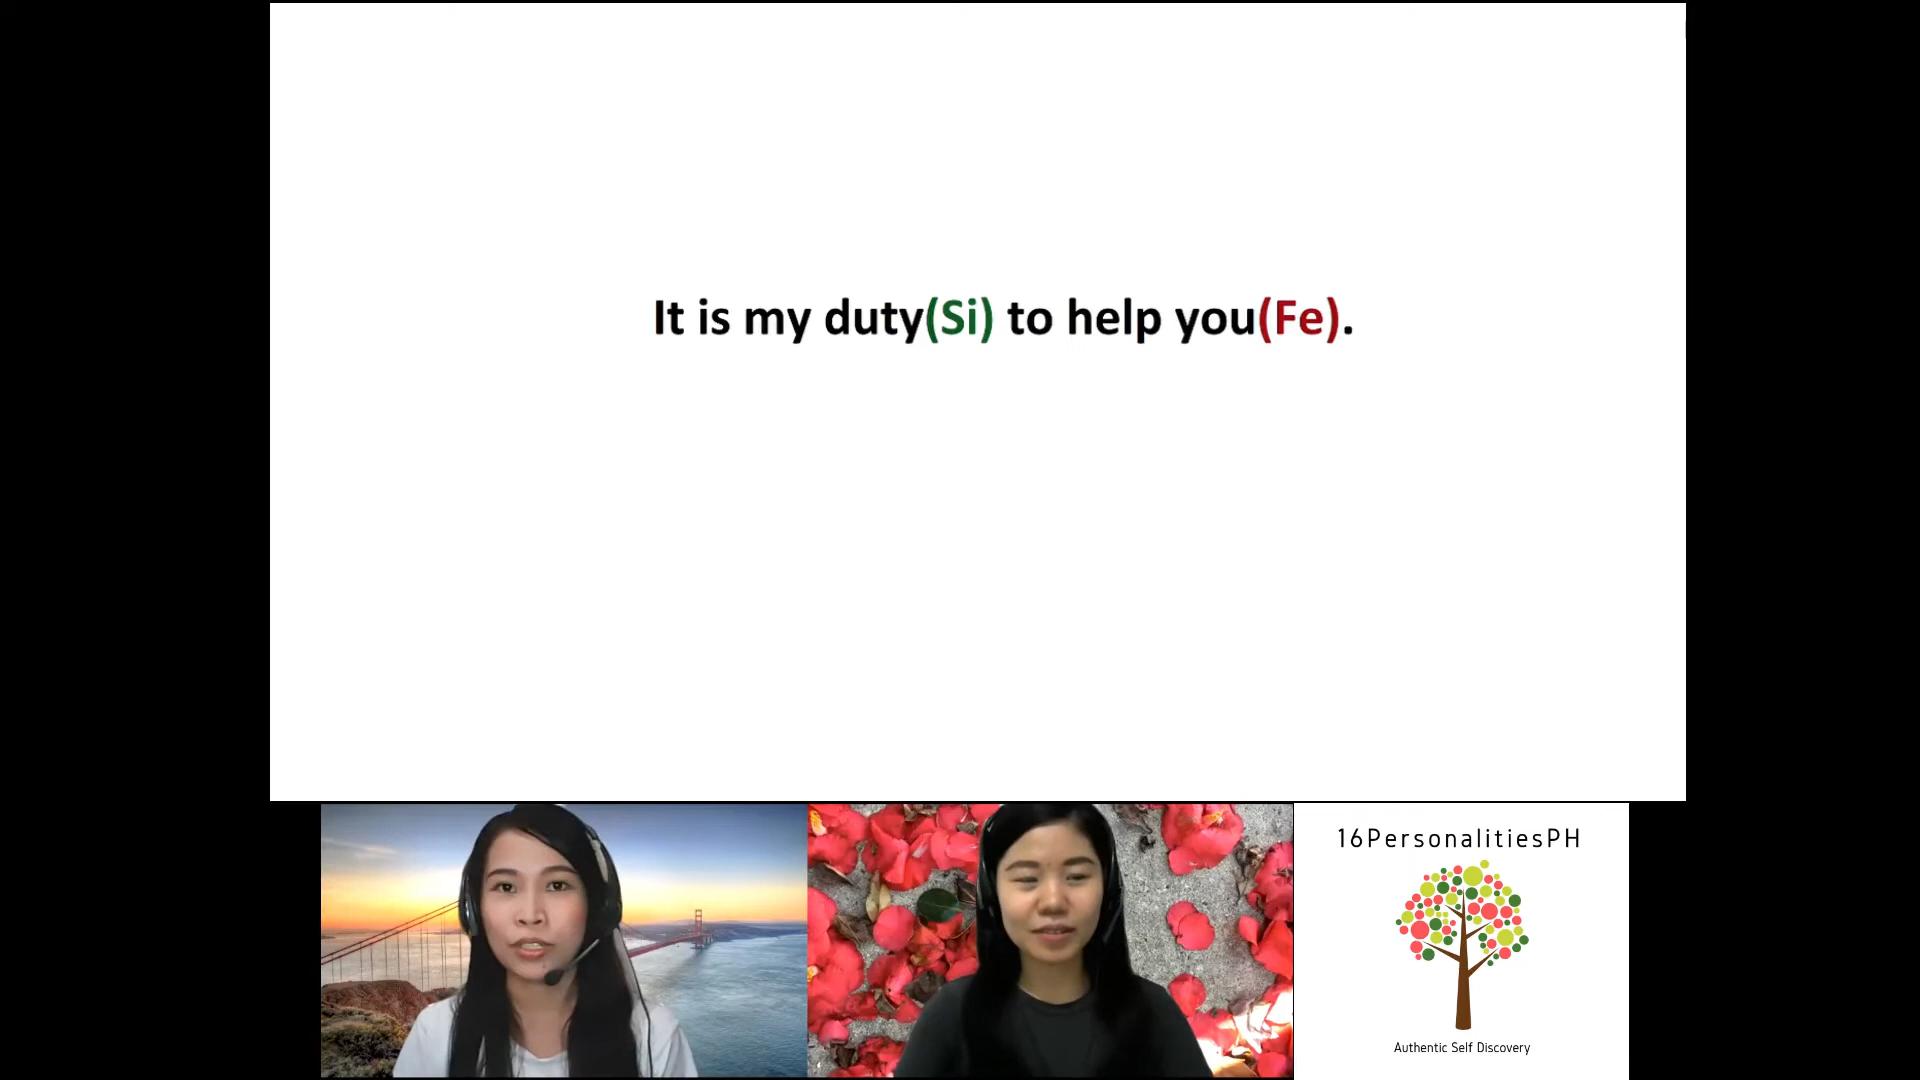 It is my duty(Si) to help you(Fe).
16PersonalitiesPH
Authentic Self Discovery